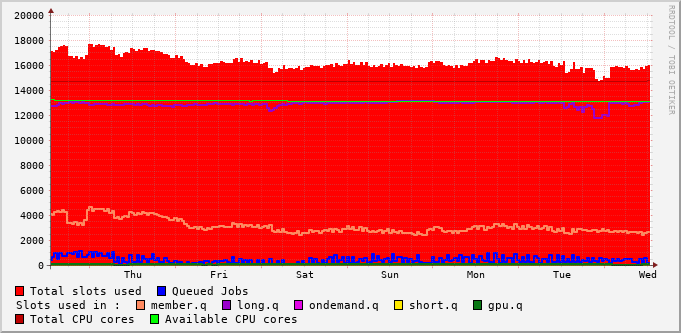 20000
18000
16000
14000
12000
10000
8000
6000
4000
2000
0
Thu Fri Sat Sun Mon Tue Wed
RRDTOOL / TOBI OETIKER
Total slots used Queued Jobs
Slots used in : member.q long.q ondemand.q short.q gpu.q
Total CPU cores Available CPU cores